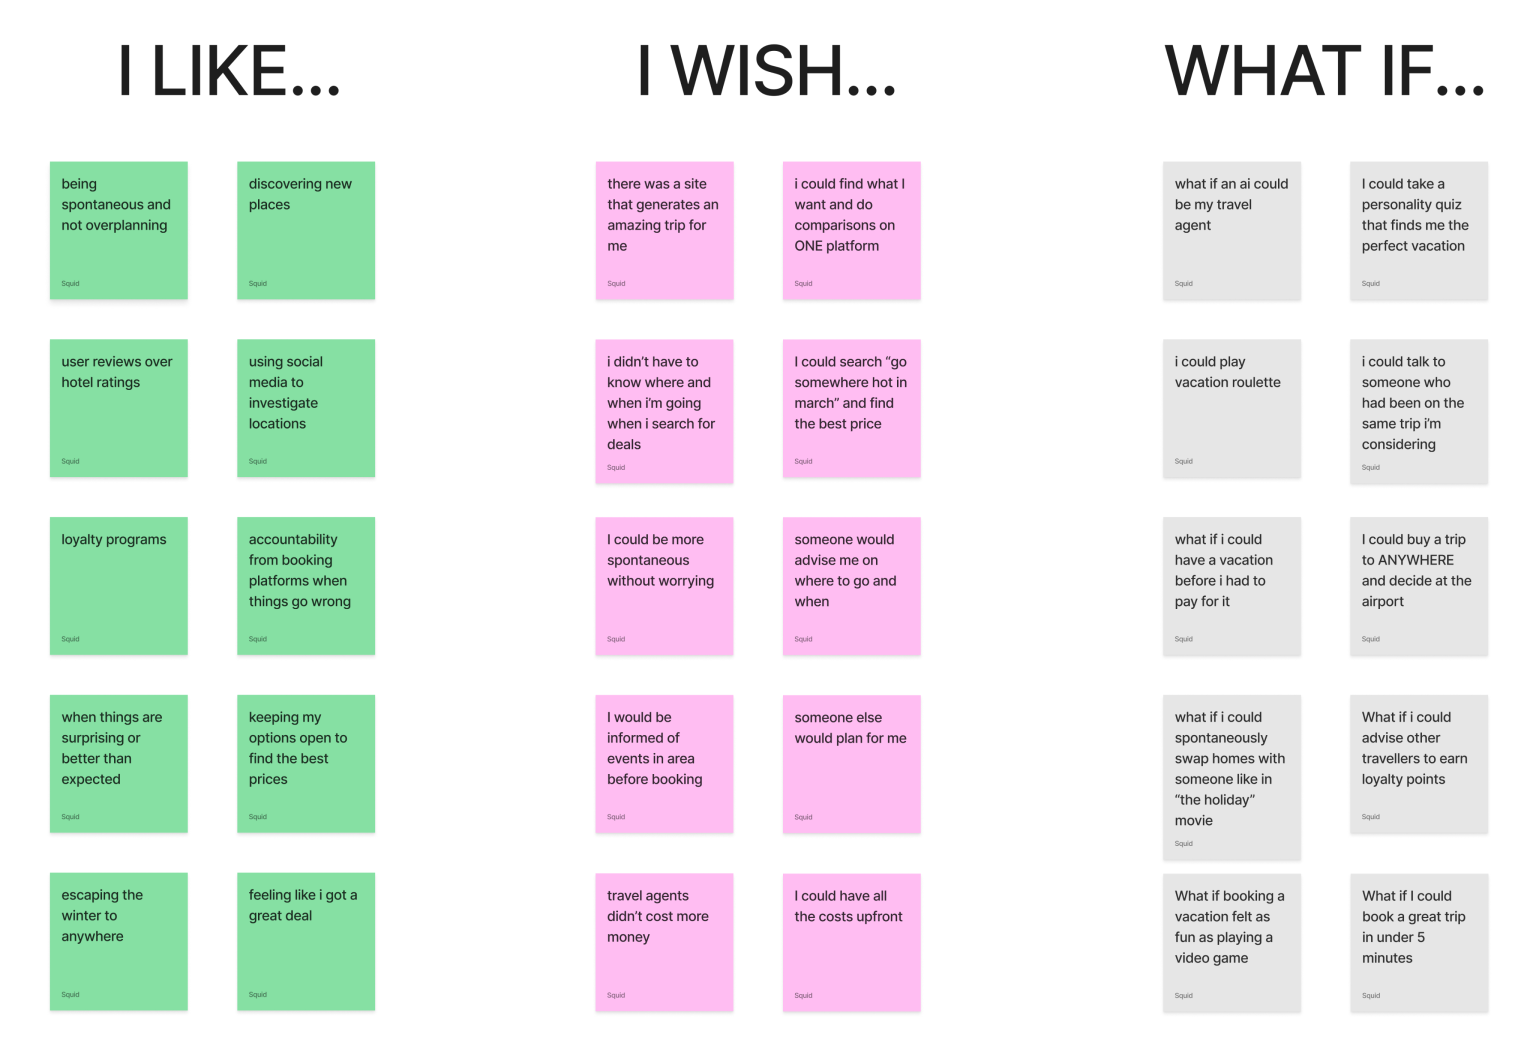 I LIKE...
being
spontaneous and
not overplanning
Squid
discovering new
places
Squid
user reviews over
hotel ratings
Squid
using social
media to
investigate
locations
Squid
loyalty programs
Squid
accountability
from booking
platforms when
things go wrong
Squid
when things are
surprising or
better than
expected
Squid
keeping my
options open to
find the best
prices
Squid
escaping the
winter to
anywhere
Squid
feeling like i got a
great deal
Squid
I WISH...
there was a site
that generates an
amazing trip for
me
Squid
i could find what I
want and do
comparisons on
ONE platform
Squid
i didn’t have to
know where and
when i’m going
when i search for
deals
Squid
I could search “go
somewhere hot in
march” and find
the best price
Squid
I could be more
spontaneous
without worrying
Squid
someone would
advise me on
where to go and
when
Squid
I would be
informed of
events in area
before booking
Squid
someone else
would plan for me
Squid
travel agents
didn’t cost more
money
Squid
I could have all
the costs upfront
Squid
WHAT IF...
what if an ai could
be my travel
agent
Squid
I could take a
personality quiz
that finds me the
perfect vacation
Squid
i could play
vacation roulette
Squid
i could talk to
someone who
had been on the
same trip i’m
considering
Squid
what if i could
have a vacation
before i had to
pay for it
Squid
I could buy a trip
to ANYWHERE
and decide at the
airport
Squid
what if i could
spontaneously
swap homes with
someone like in
“the holiday”
movie
Squid
What if i could
advise other
travellers to earn
loyalty points
Squid
What if booking a
vacation felt as
fun as playing a
video game
Squid
What if I could
book a great trip
in under 5
minutes
Squid